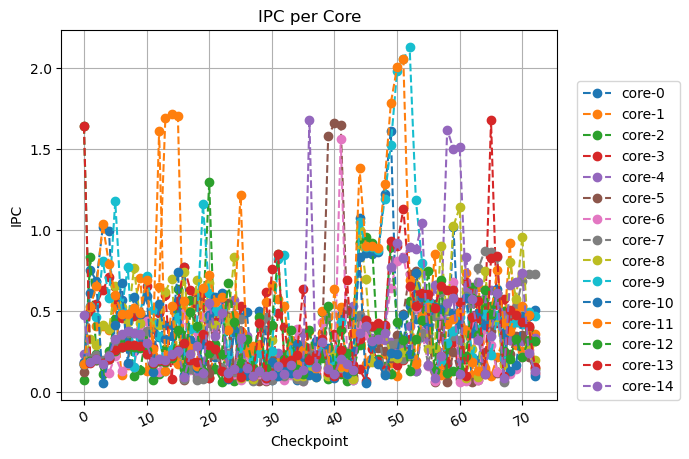 IPC per Core
IPC
2.0
1.5
1.0
0.5
0.0
0
10
20
30
40
50
60
70
Checkpoint
core-0
core-1
core-2
core-3
core-4
core-5
core-6
core-7
core-8
core-9
core-10
core-11
core-12
core-13
core-14